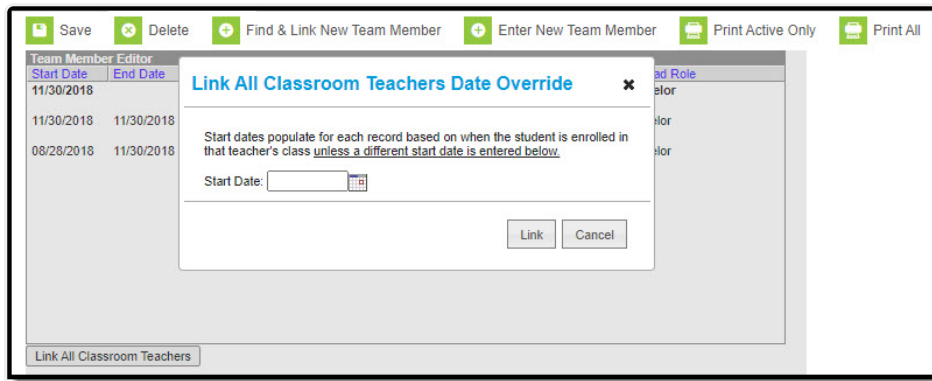 Save Delete Find & Link New Team Member Enter New Team Member Print Active Only Print All
Team Member Editor
Start Date End Date Role
11/30/2018
11/30/2018 11/30/2018
08/28/2018 11/30/2018
Link All Classroom Teachers Date Override
Start dates populate for each record based on when the student is enrolled in
that teacher's class unless a different start date is entered below.
Start Date:
Link Cancel
Link All Classroom Teachers